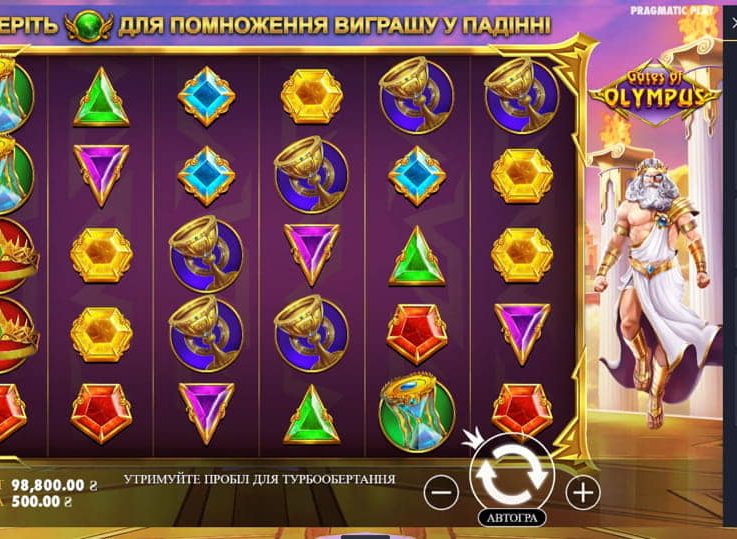 PRAGMATIC PLAY
ДЛЯ ПОМНОЖЕННЯ ВИГРАШУ У ПАДІННІ
Gates of
OLYMPUS
98,800.00 ₴
500.00 ₴
УТРИМУЙТЕ ПРОБІЛ ДЛЯ ТУРБООБЕРТАННЯ
АВТОГРА